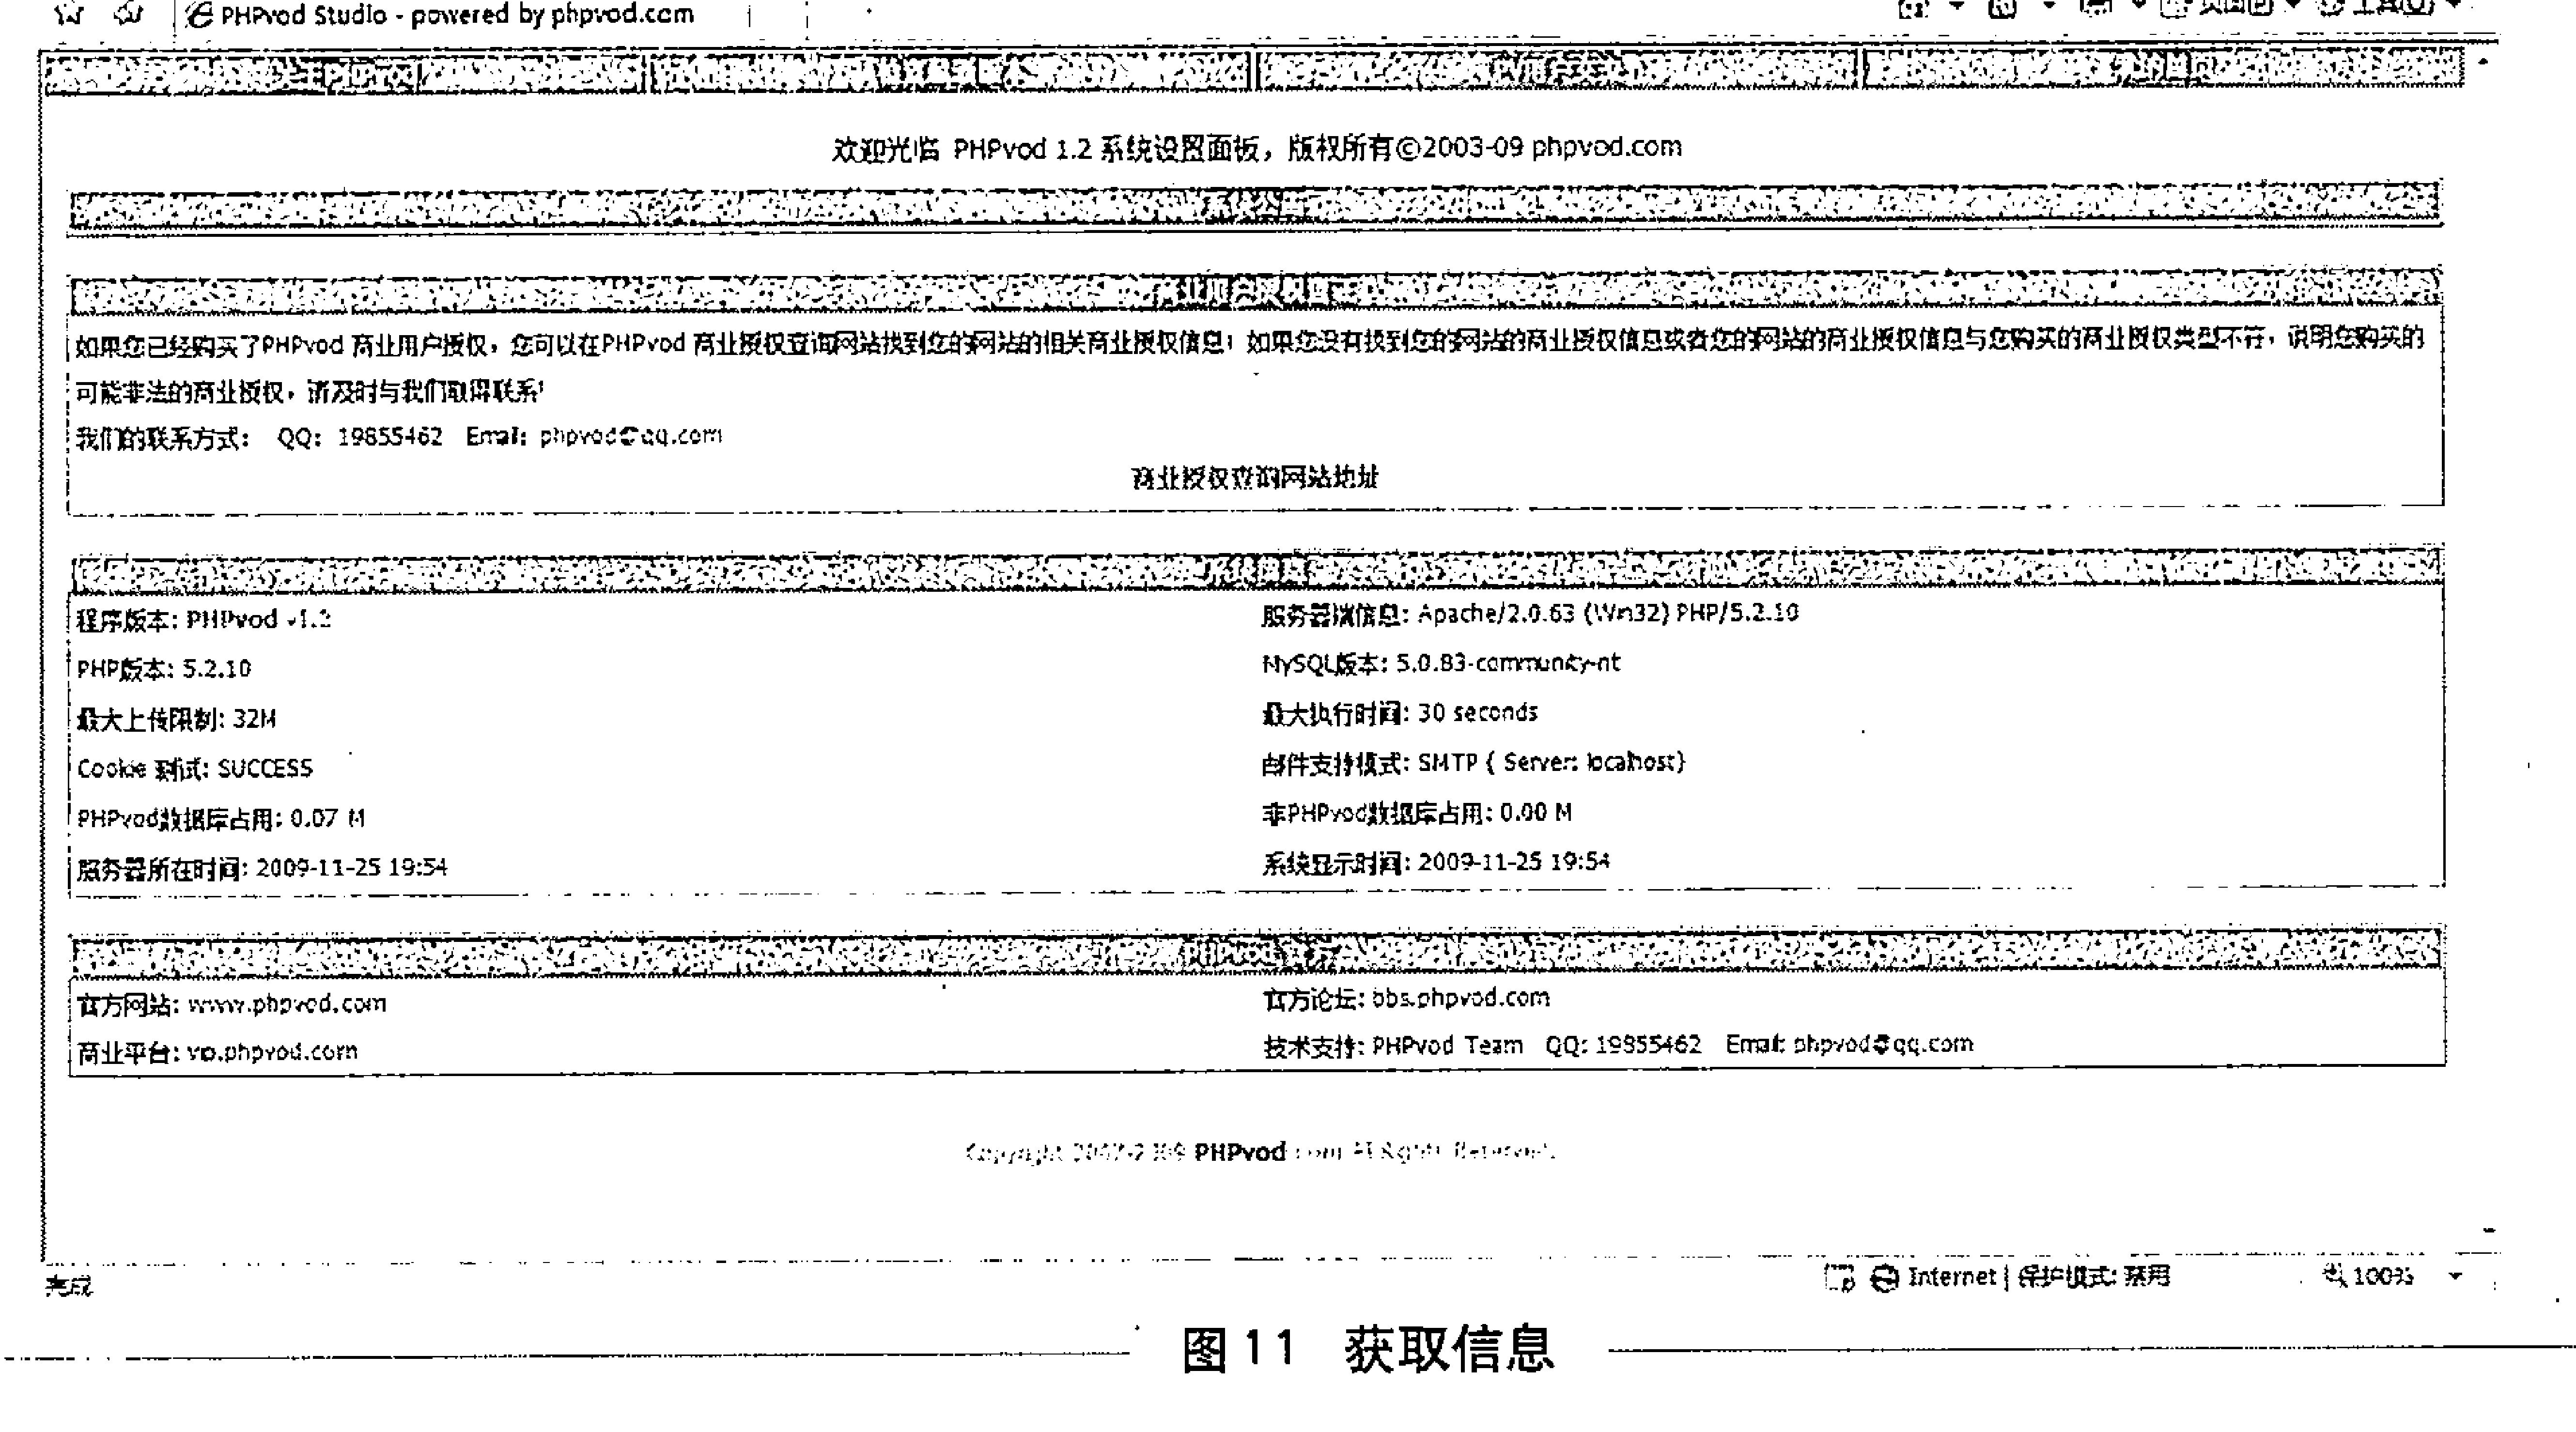 PHPvod Studio - powered by phpvod.com
欢迎光临 PHPvod 1.2 系统设置面板，版权所有©2003-09 phpvod.com
如果您已经购买了PHPvod 商业用户授权，您可以在PHPvod 商业授权查询网站找到您的网站的相关商业授权信息；如果您没有找到您的网站的商业授权信息或者您的网站的商业授权信息与您购买的商业授权类型不符，说明您购买的
可能非法的商业授权，请及时与我们取得联系!
我们的联系方式： QQ: 19855462 Email: phpvod@qq.com
商业授权查询网站地址
程序版本: PHPvod v1.2
服务器端信息: Apache/2.0.63 (Win32) PHP/5.2.10
PHP版本: 5.2.10
MySQL版本: 5.0.83-community-nt
最大上传限制: 32M
最大执行时间: 30 seconds
Cookie 测试: SUCCESS
邮件支持模式: SMTP ( Server: localhost)
PHPvod数据库占用: 0.07 M
非PHPvod数据库占用: 0.00 M
服务器所在时间: 2009-11-25 19:54
系统显示时间: 2009-11-25 19:54
官方网站: www.phpvod.com
官方论坛: bbs.phpvod.com
商业平台: vip.phpvod.com
技术支持: PHPvod Team QQ: 19855462 Email: phpvod@qq.com
PHPvod
完成
Internet | 保护模式: 禁用
100%
图 11 获取信息